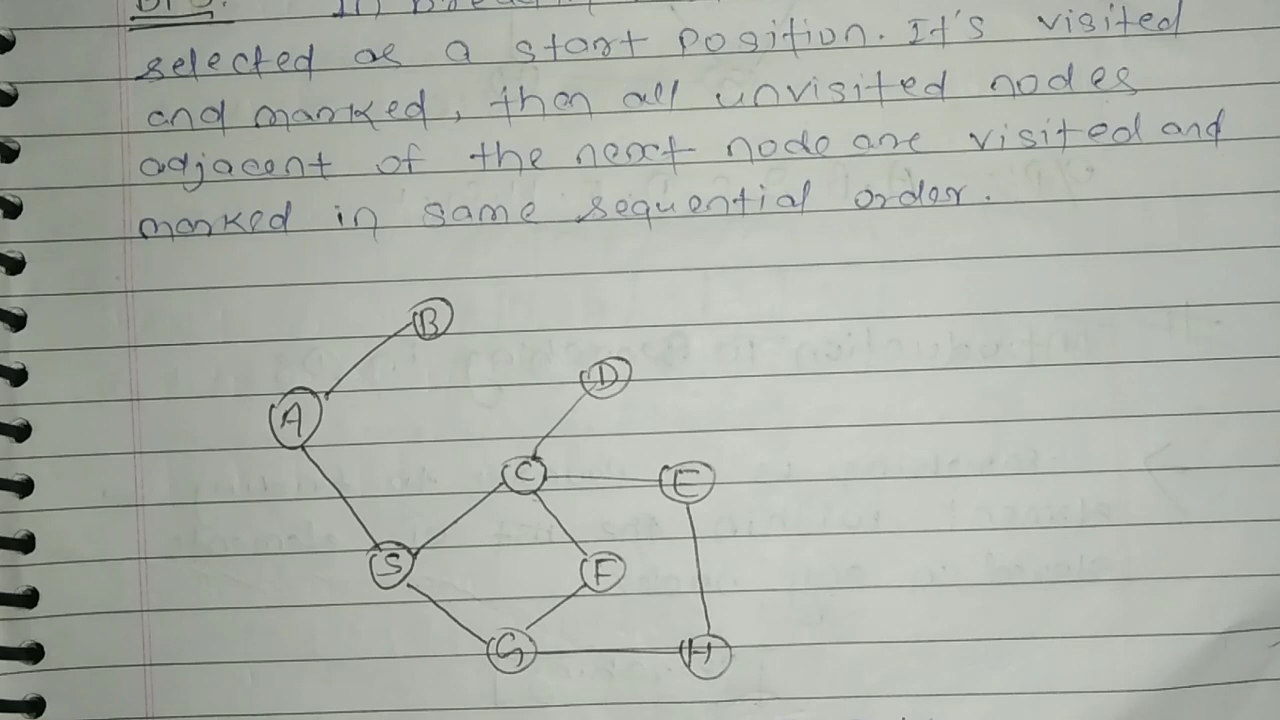 selected as a start position. It's visited
and marked, then all unvisited nodes
adjacent of the next node are visited and
marked in same sequential order.
B
D
A
C
E
S
F
G
H